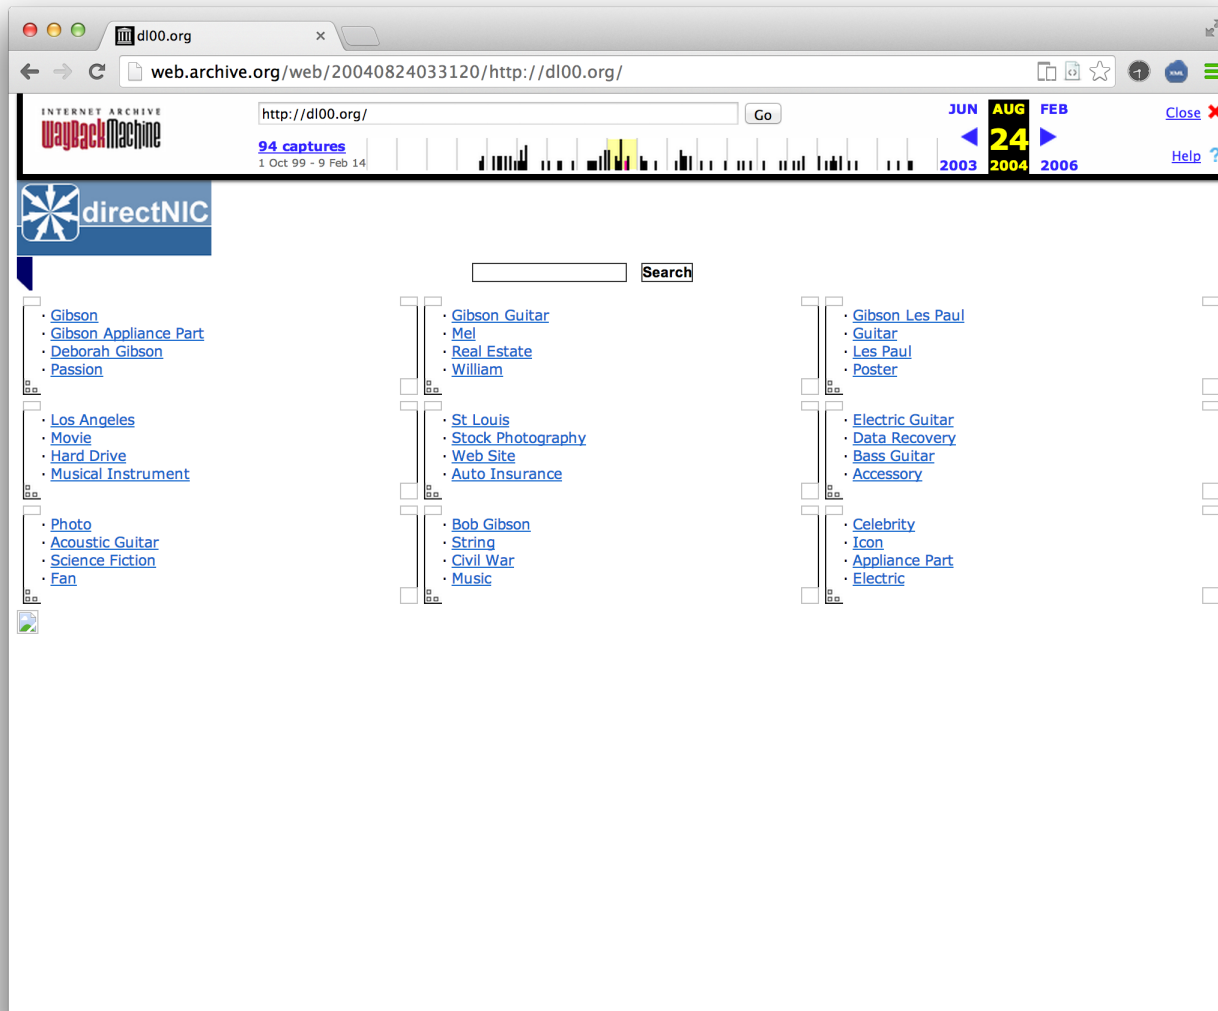 dl00.org
web.archive.org/web/20040824033120/http://dl00.org/
XML
INTERNET ARCHIVE
WayBackMachine
http://dl00.org/
Go
94 captures
1 Oct 99 - 9 Feb 14
JUN AUG FEB
24
2003 2004 2006
Close
Help
directNIC
Search
· Gibson
· Gibson Appliance Part
· Deborah Gibson
· Passion
· Gibson Guitar
· Mel
· Real Estate
· William
· Gibson Les Paul
· Guitar
· Les Paul
· Poster
· Los Angeles
· Movie
· Hard Drive
· Musical Instrument
· St Louis
· Stock Photography
· Web Site
· Auto Insurance
· Electric Guitar
· Data Recovery
· Bass Guitar
· Accessory
· Photo
· Acoustic Guitar
· Science Fiction
· Fan
· Bob Gibson
· String
· Civil War
· Music
· Celebrity
· Icon
· Appliance Part
· Electric